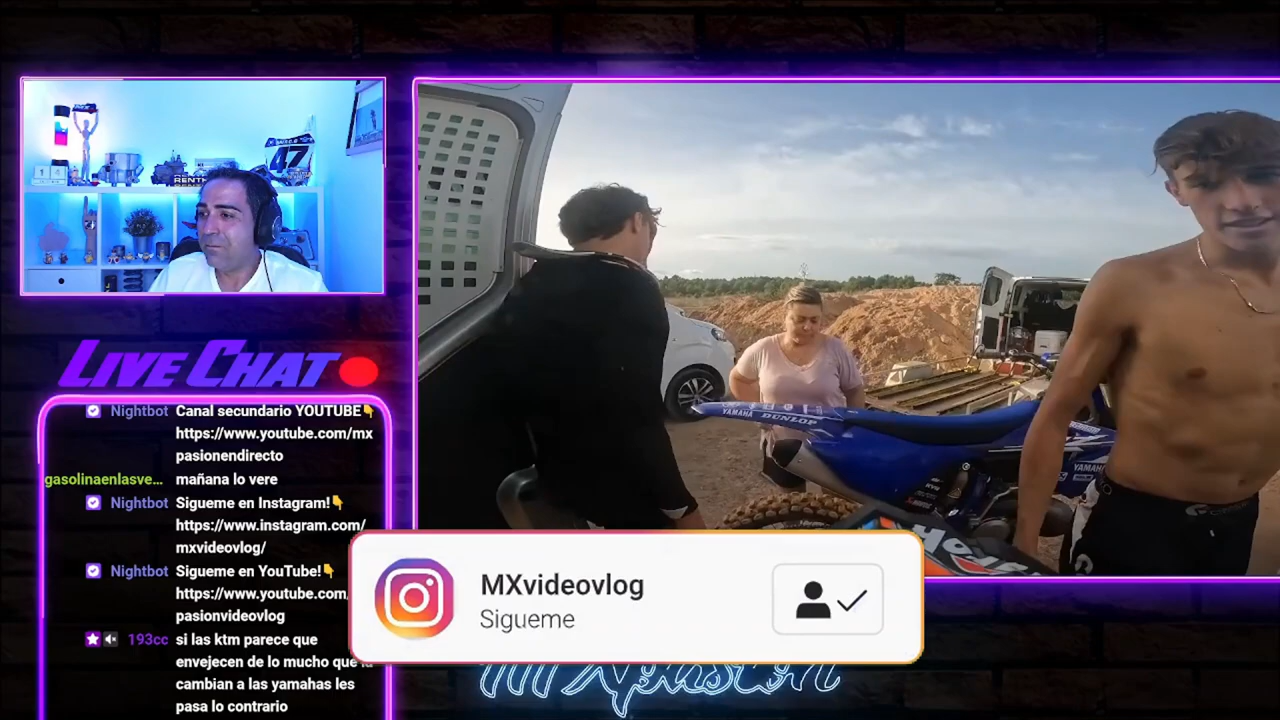 47
RENTHAL
YAMAHA DUNLOP
YAMAHA
LIVE CHAT
Nightbot Canal secundario YOUTUBE👇
https://www.youtube.com/mx
pasionendirecto
gasolinaenlasve... mañana lo vere
Nightbot Sigueme en Instagram!👇
https://www.instagram.com/
mxvideovlog/
Nightbot Sigueme en YouTube!👇
https://www.youtube.com/
pasionvideovlog
193cc si las ktm parece que
envejecen de lo mucho que la
cambian a las yamahas les
pasa lo contrario
MXvideovlog
Sigueme